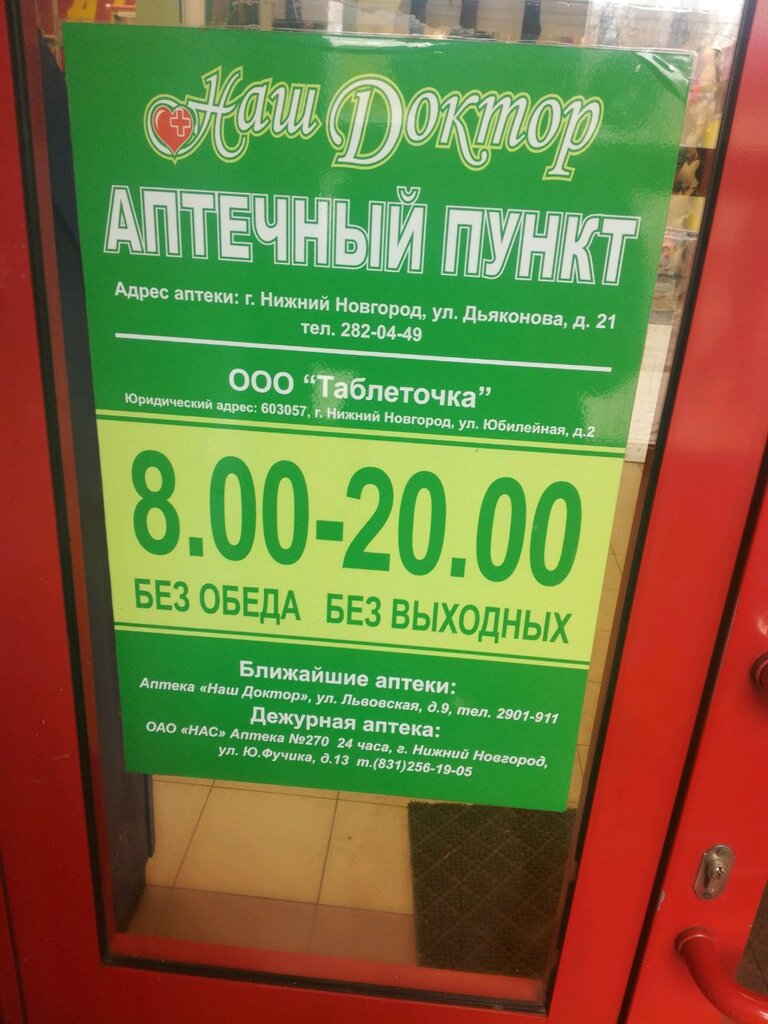 Наш Доктор
АПТЕЧНЫЙ ПУНКТ
Адрес аптеки: г. Нижний Новгород, ул. Дьяконова, д. 21
тел. 282-04-49
ООО “Таблеточка”
Юридический адрес: 603057, г. Нижний Новгород, ул. Юбилейная, д.2
8.00-20.00
БЕЗ ОБЕДА БЕЗ ВЫХОДНЫХ
Ближайшие аптеки:
Аптека «Наш Доктор», ул. Львовская, д.9, тел. 2901-911
Дежурная аптека:
ОАО «НАС» Аптека №270 24 часа, г. Нижний Новгород,
ул. Ю.Фучика, д.13 т.(831)256-19-05